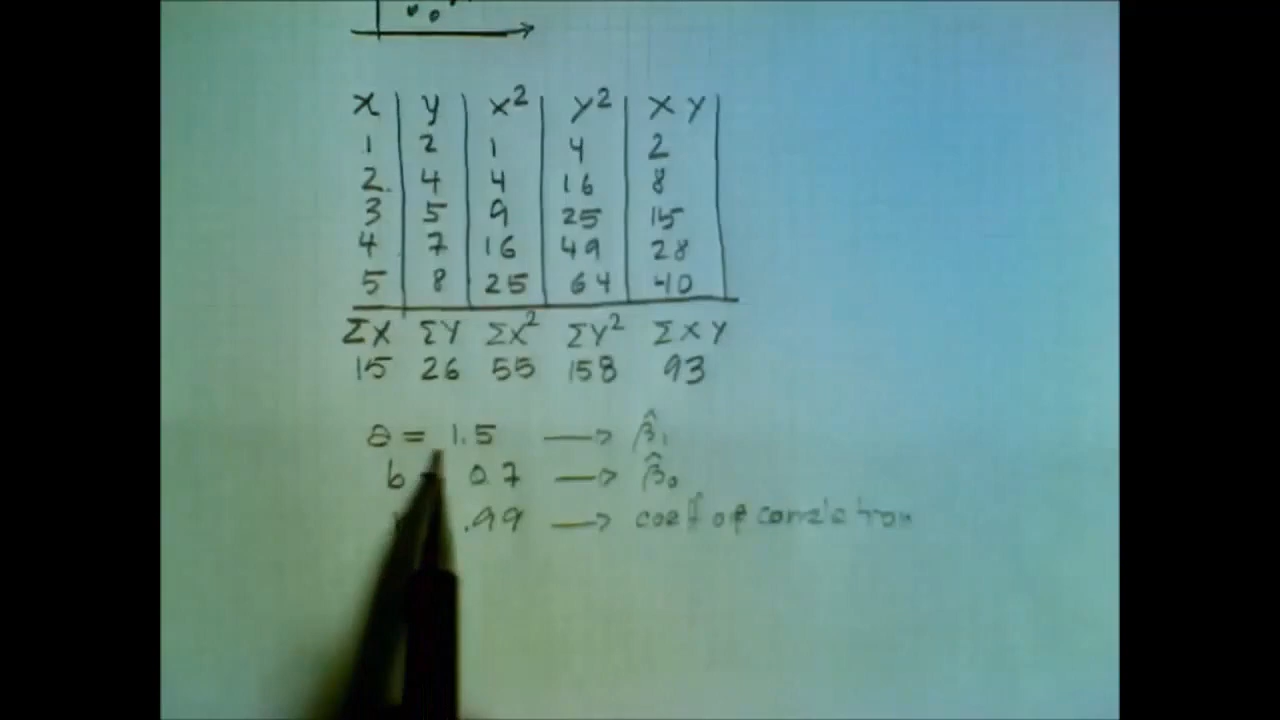 X y X² y² X Y
1 2 1 4 2
2 4 4 16 8
3 5 9 25 15
4 7 16 49 28
5 8 25 64 40
ΣX ΣY ΣX² ΣY² ΣXY
15 26 55 158 93
a = 1.5 → β̂₁
b 0.7 → β̂₀
.99 → coef of correlation